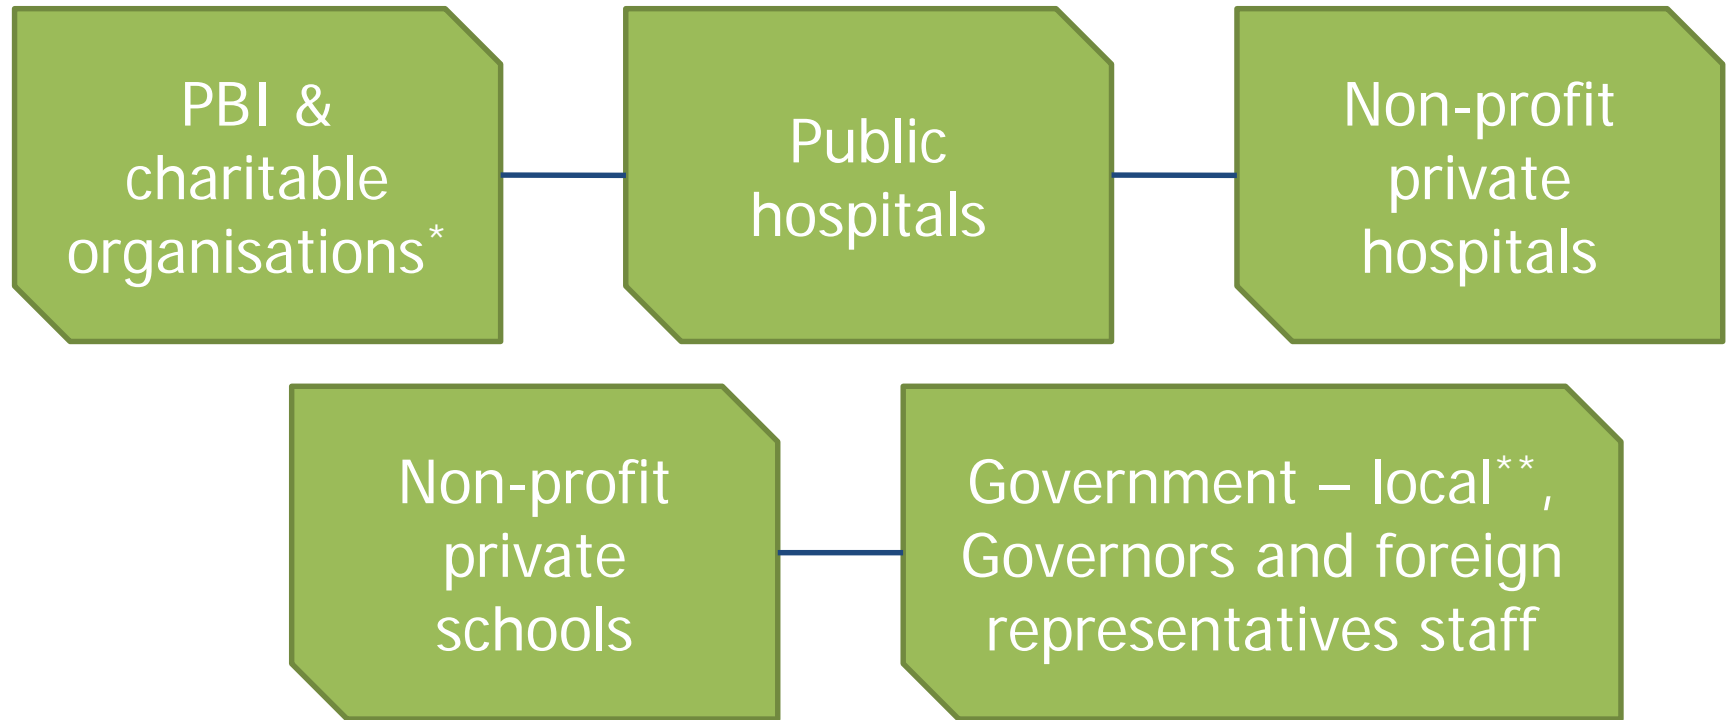 PBI &
charitable
organisations*
Public
hospitals
Non-profit
private
hospitals
Non-profit
private
schools
Government – local**,
Governors and foreign
representatives staff